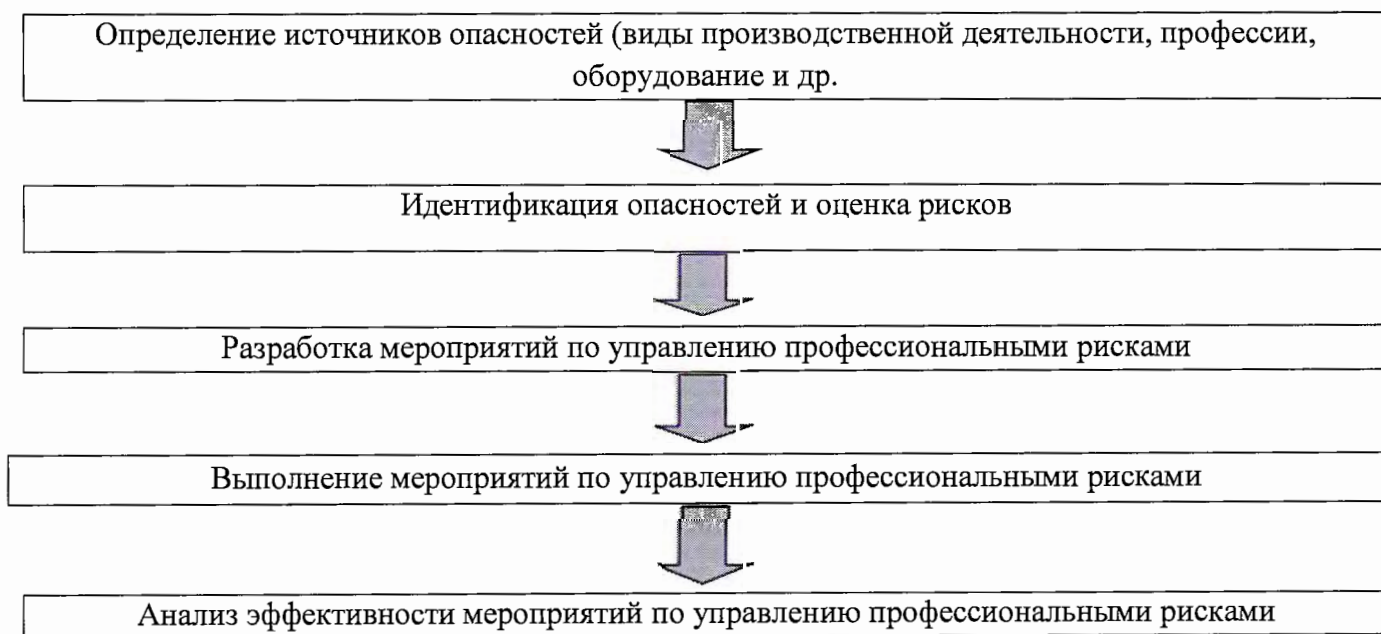 Определение источников опасностей (виды производственной деятельности, профессии,
оборудование и др.
Идентификация опасностей и оценка рисков
Разработка мероприятий по управлению профессиональными рисками
Выполнение мероприятий по управлению профессиональными рисками
Анализ эффективности мероприятий по управлению профессиональными рисками